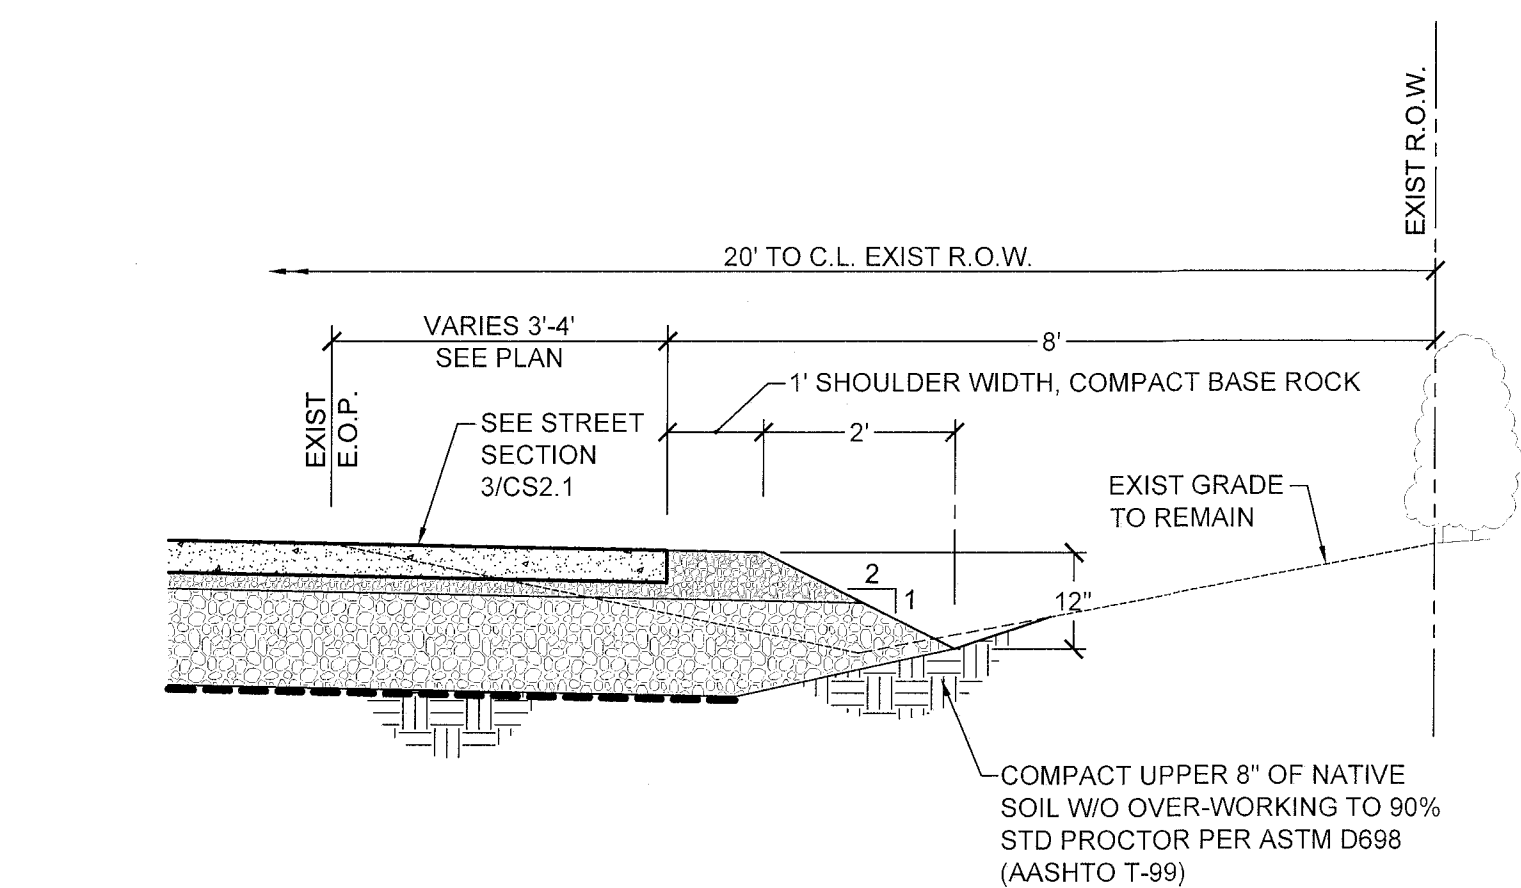 EXIST R.O.W.
20' TO C.L. EXIST R.O.W.
VARIES 3'-4'
SEE PLAN
8'
1' SHOULDER WIDTH, COMPACT BASE ROCK
EXIST
E.O.P.
SEE STREET
SECTION
3/CS2.1
2'
EXIST GRADE
TO REMAIN
2
1
12"
COMPACT UPPER 8" OF NATIVE
SOIL W/O OVER-WORKING TO 90%
STD PROCTOR PER ASTM D698
(AASHTO T-99)